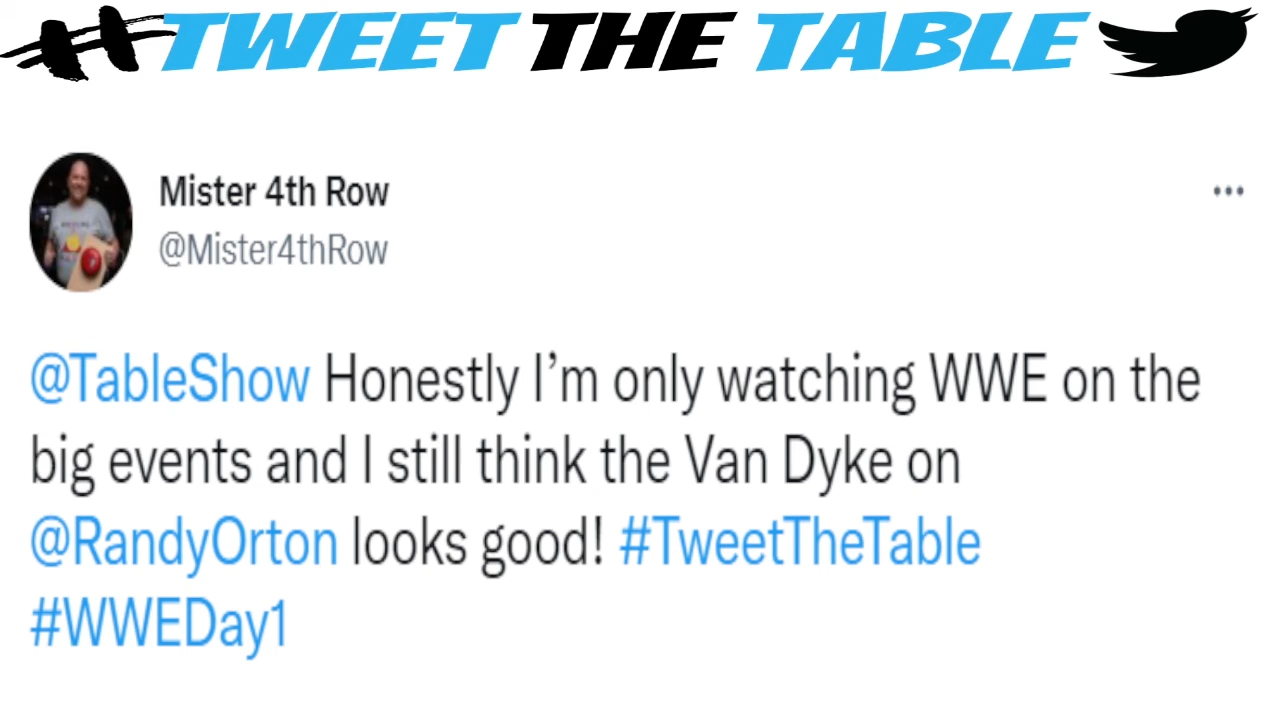 #TWEET THE TABLE
Mister 4th Row
@Mister4thRow
@TableShow Honestly I’m only watching WWE on the
big events and I still think the Van Dyke on
@RandyOrton looks good! #TweetTheTable
#WWEDay1